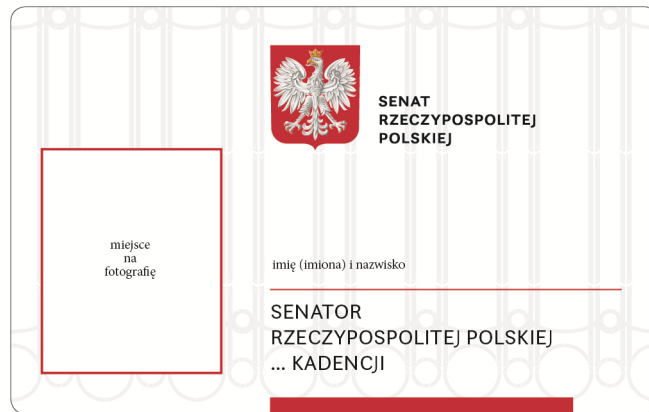 SENAT
RZECZYPOSPOLITEJ
POLSKIEJ
miejsce
na
fotografię
imię (imiona) i nazwisko
SENATOR
RZECZYPOSPOLITEJ POLSKIEJ
... KADENCJI